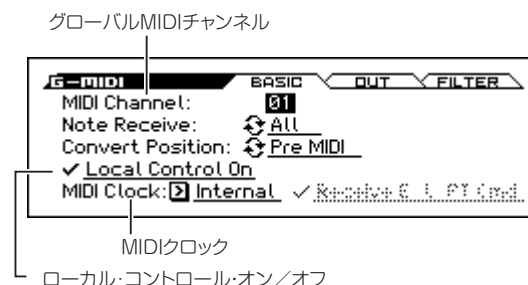 グローバルMIDIチャンネル
G-MIDI BASIC OUT FILTER
MIDI Channel: 01
Note Receive: All
Convert Position: Pre MIDI
Local Control On
MIDI Clock: Internal Receive E
MIDIクロック
ローカル・コントロール・オン／オフ